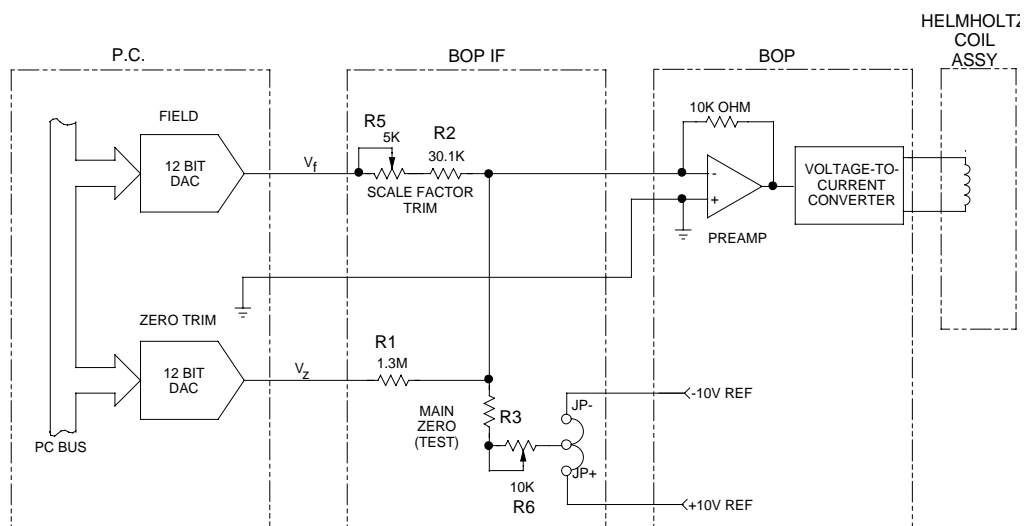 HELMHOLTZ
COIL
ASSY
P.C.
BOP IF
BOP
FIELD
12 BIT
DAC
Vf
R5
5K
R2
30.1K
SCALE FACTOR
TRIM
10K OHM
-
+
PREAMP
VOLTAGE-TO-
CURRENT
CONVERTER
ZERO TRIM
12 BIT
DAC
Vz
R1
1.3M
MAIN
ZERO
(TEST)
R3
JP-
-10V REF
PC BUS
10K
R6
JP+
+10V REF